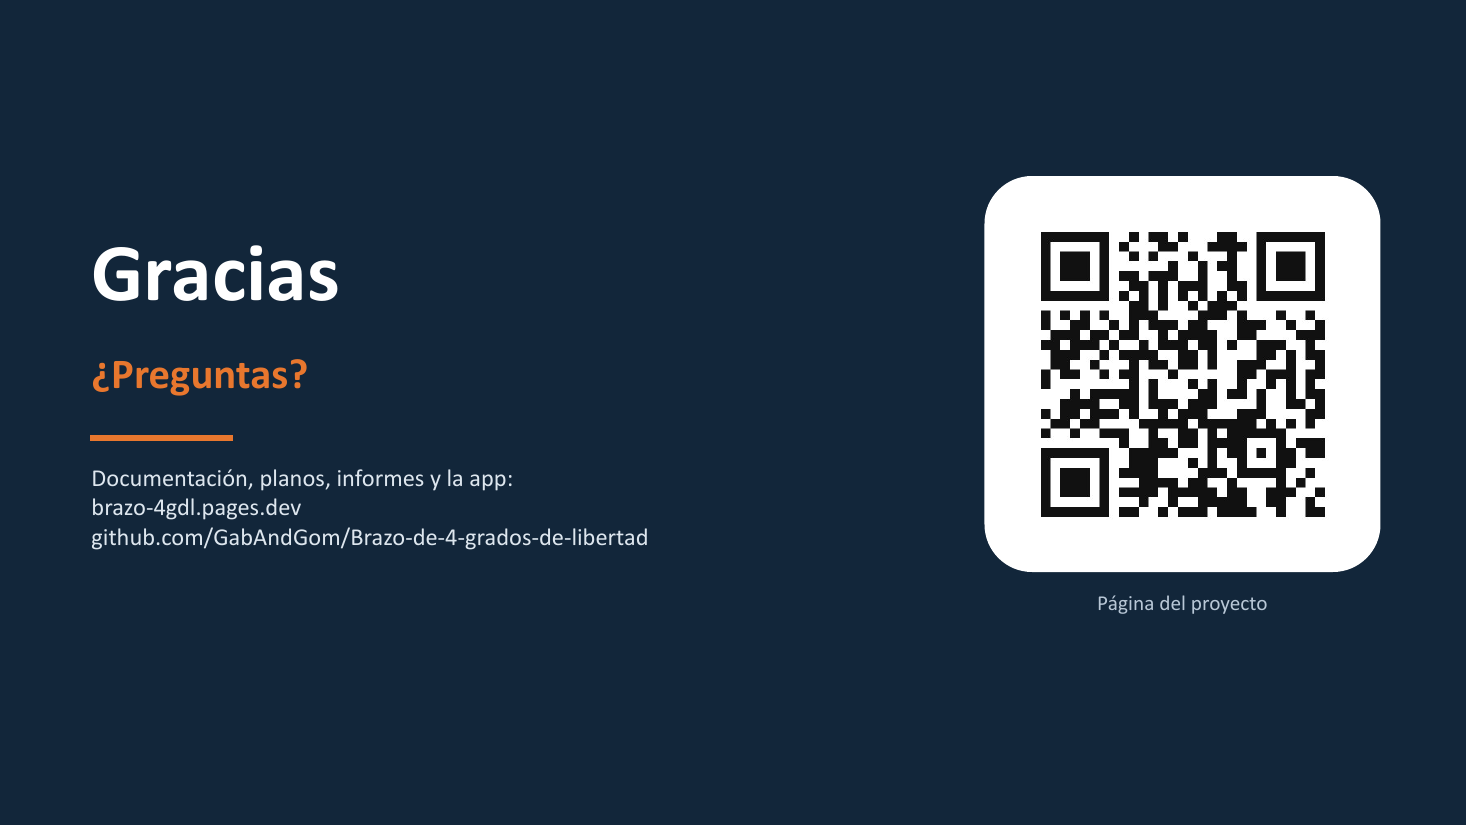 Gracias
¿Preguntas?
Documentación, planos, informes y la app:
brazo-4gdl.pages.dev
github.com/GabAndGom/Brazo-de-4-grados-de-libertad
Página del proyecto